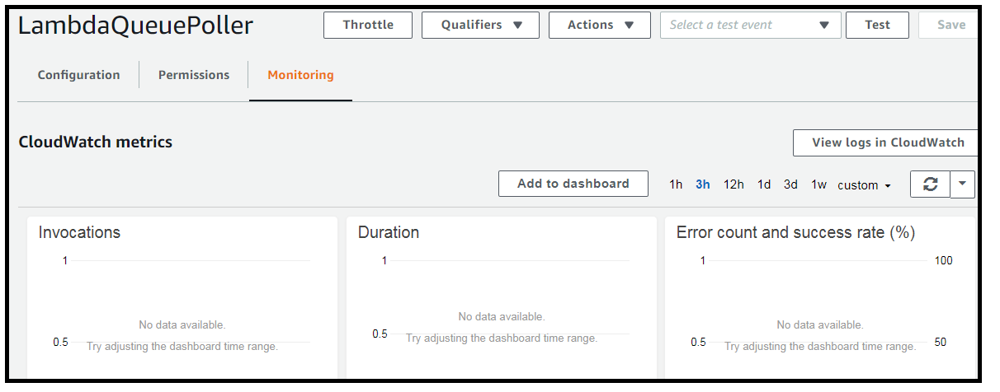 LambdaQueuePoller Throttle Qualifiers Actions Select a test event Test Save
Configuration Permissions Monitoring
CloudWatch metrics View logs in CloudWatch
Add to dashboard 1h 3h 12h 1d 3d 1w custom
Invocations
1
No data available.
0.5 Try adjusting the dashboard time range.
Duration
1
No data available.
0.5 Try adjusting the dashboard time range.
Error count and success rate (%)
1 100
No data available.
0.5 Try adjusting the dashboard time range. 50